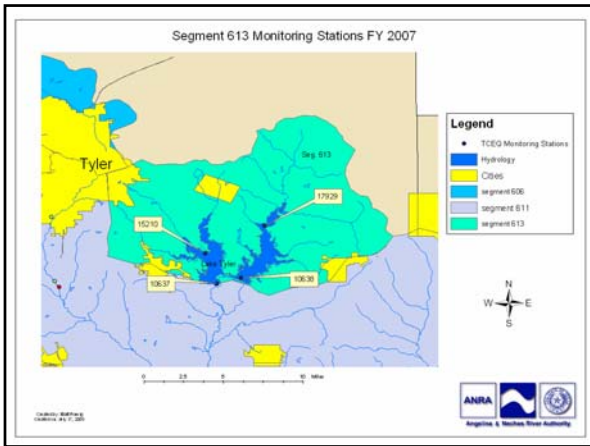 Segment 613 Monitoring Stations FY 2007
Tyler
Seg. 613
17929
15210
Lake Tyler
10637
10638
Legend
TCEQ Monitoring Stations
Hydrology
Cities
segment 606
segment 611
segment 613
N
W E
S
0 2.5 5 10
Miles
ANRA
Angelina & Neches River Authority